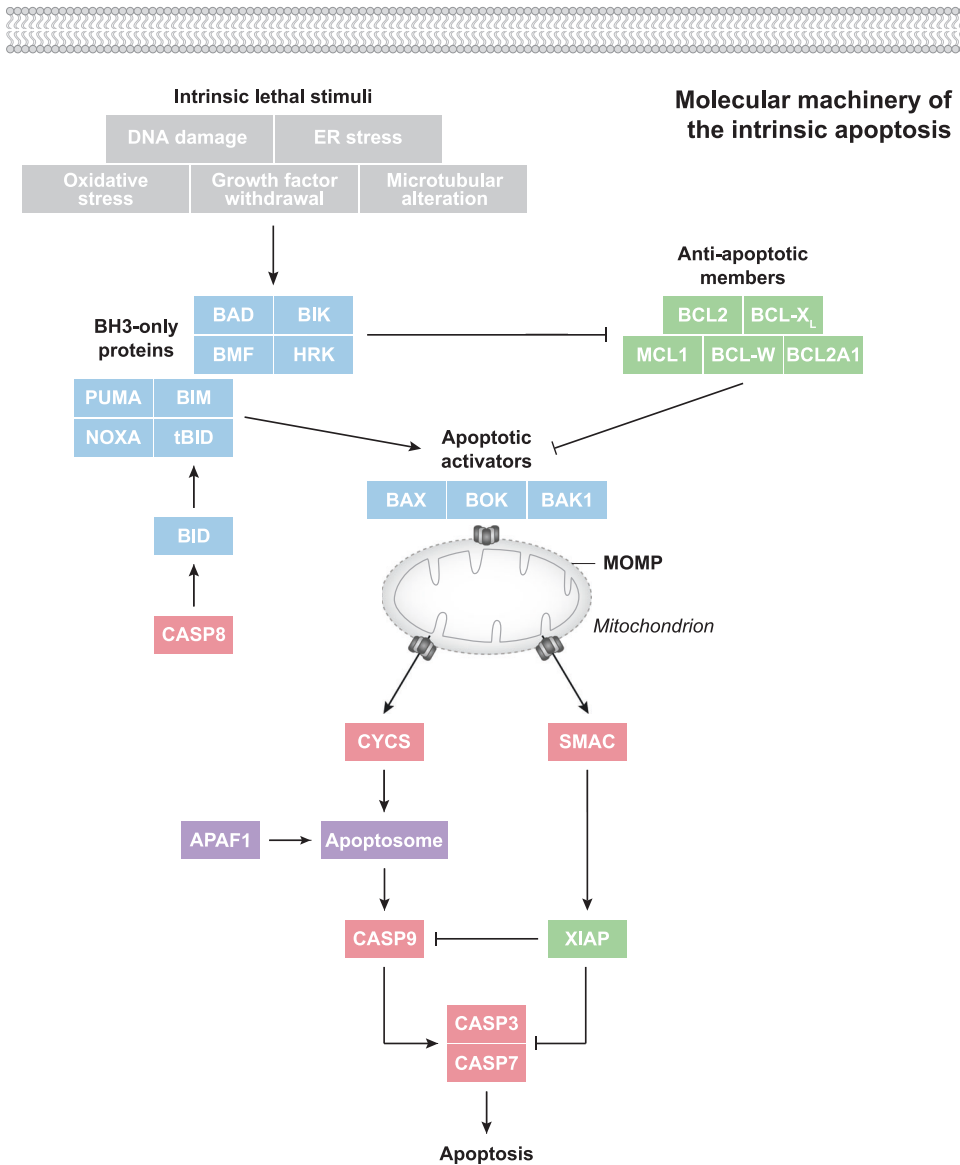 Molecular machinery of
the intrinsic apoptosis
Intrinsic lethal stimuli
DNA damage
ER stress
Oxidative
stress
Growth factor
withdrawal
Microtubular
alteration
Anti-apoptotic
members
BCL2
BCL-XL
MCL1
BCL-W
BCL2A1
BH3-only
proteins
BAD
BIK
BMF
HRK
PUMA
BIM
NOXA
tBID
BID
CASP8
Apoptotic
activators
BAX
BOK
BAK1
MOMP
Mitochondrion
CYCS
SMAC
APAF1
Apoptosome
CASP9
XIAP
CASP3
CASP7
Apoptosis